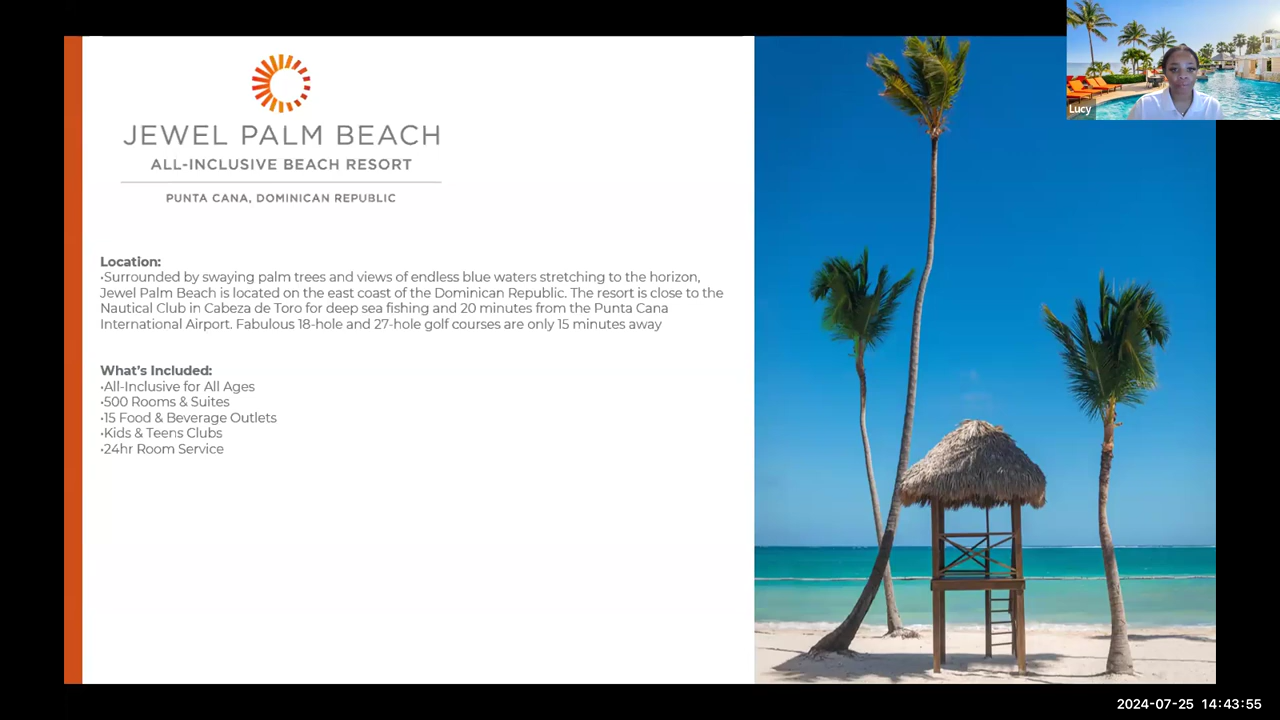 JEWEL PALM BEACH
ALL-INCLUSIVE BEACH RESORT
PUNTA CANA, DOMINICAN REPUBLIC
Lucy
Location:
•Surrounded by swaying palm trees and views of endless blue waters stretching to the horizon,
Jewel Palm Beach is located on the east coast of the Dominican Republic. The resort is close to the
Nautical Club in Cabeza de Toro for deep sea fishing and 20 minutes from the Punta Cana
International Airport. Fabulous 18-hole and 27-hole golf courses are only 15 minutes away
What's Included:
•All-Inclusive for All Ages
•500 Rooms & Suites
•15 Food & Beverage Outlets
•Kids & Teens Clubs
•24hr Room Service
2024-07-25 14:43:55